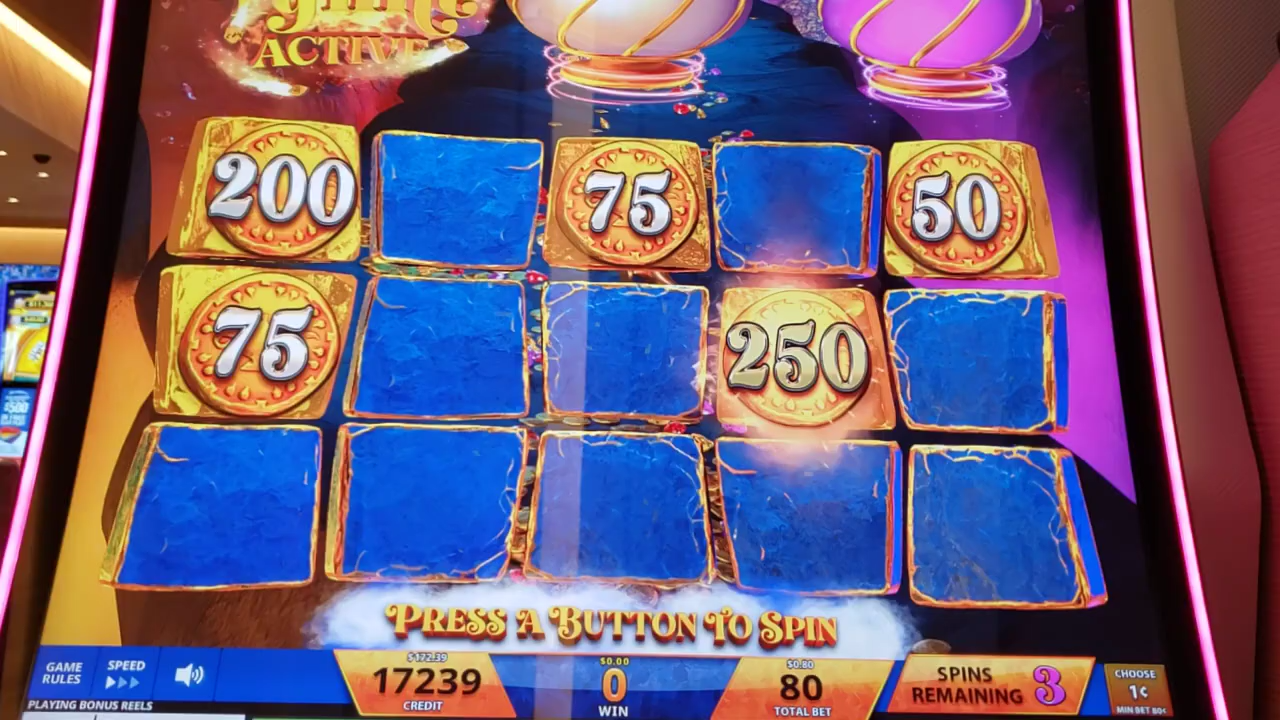 ACTIVE
200
75
50
75
250
PRESS A BUTTON TO SPIN
GAME RULES
SPEED
$172.39
17239
CREDIT
$0.00
0
WIN
$0.80
80
TOTAL BET
SPINS REMAINING 3
CHOOSE
1¢
MIN BET 80¢
PLAYING BONUS REELS
$500